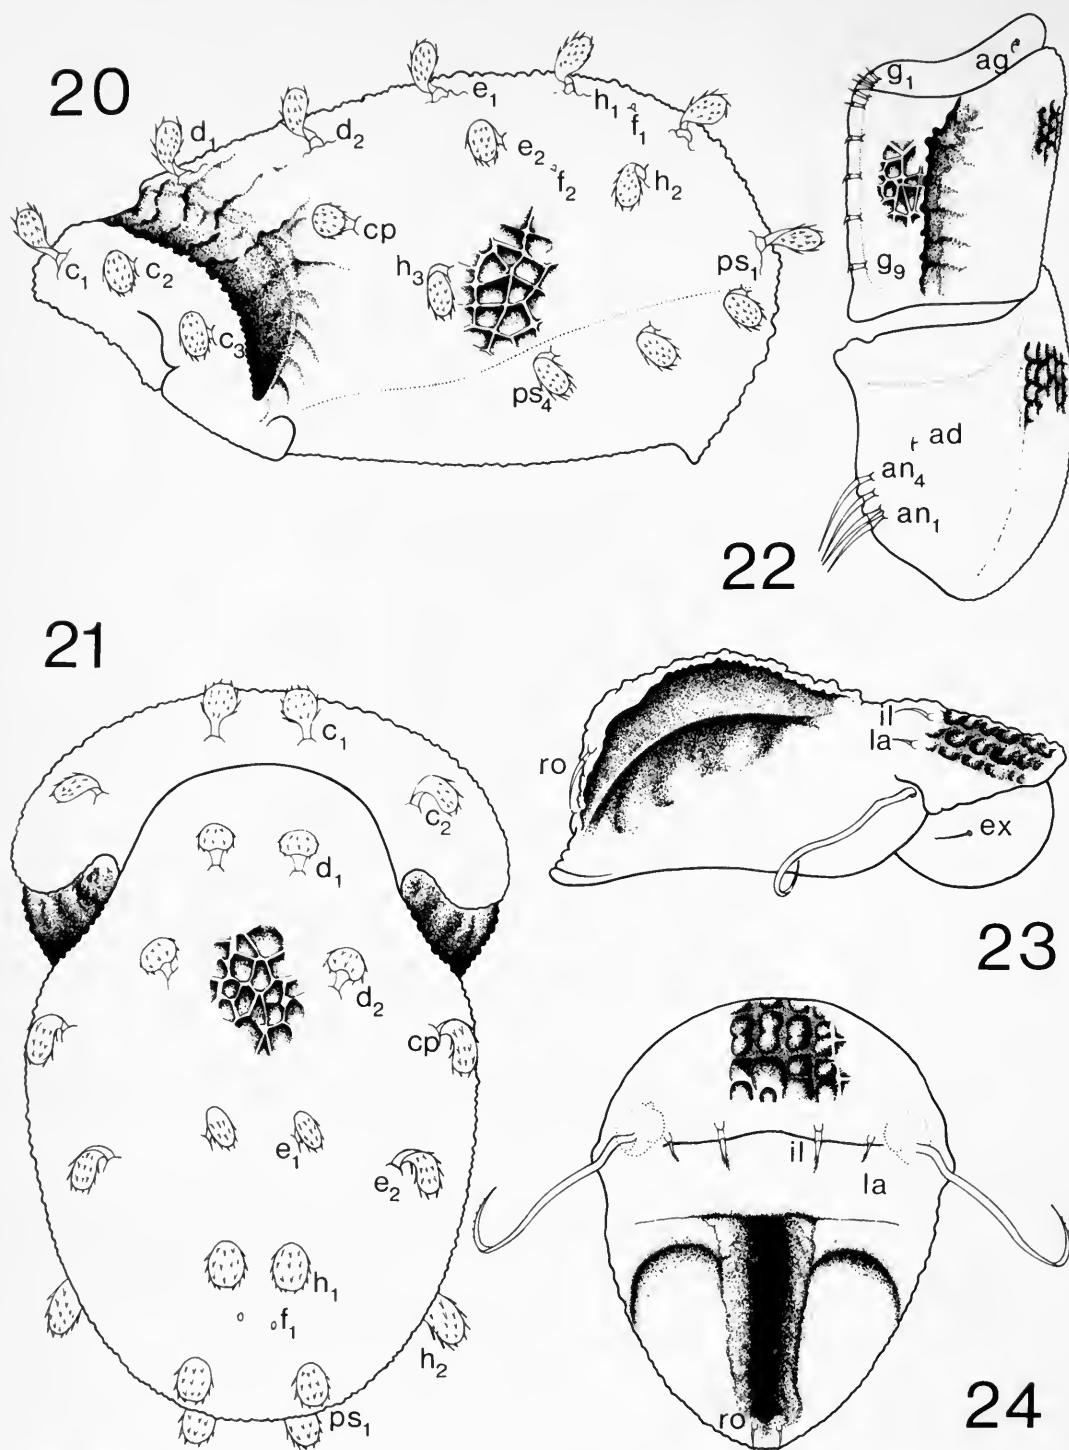 20
e₁
h₁
f₁
d₁
d₂
e₂
f₂
h₂
cp
c₁
c₂
h₃
ps₁
c₃
ps₄
g₁
ag
g₉
ad
an₄
an₁
22
21
c₁
c₂
d₁
d₂
cp
e₁
e₂
h₁
f₁
h₂
ps₁
il
la
ro
ex
23
il
la
ro
24